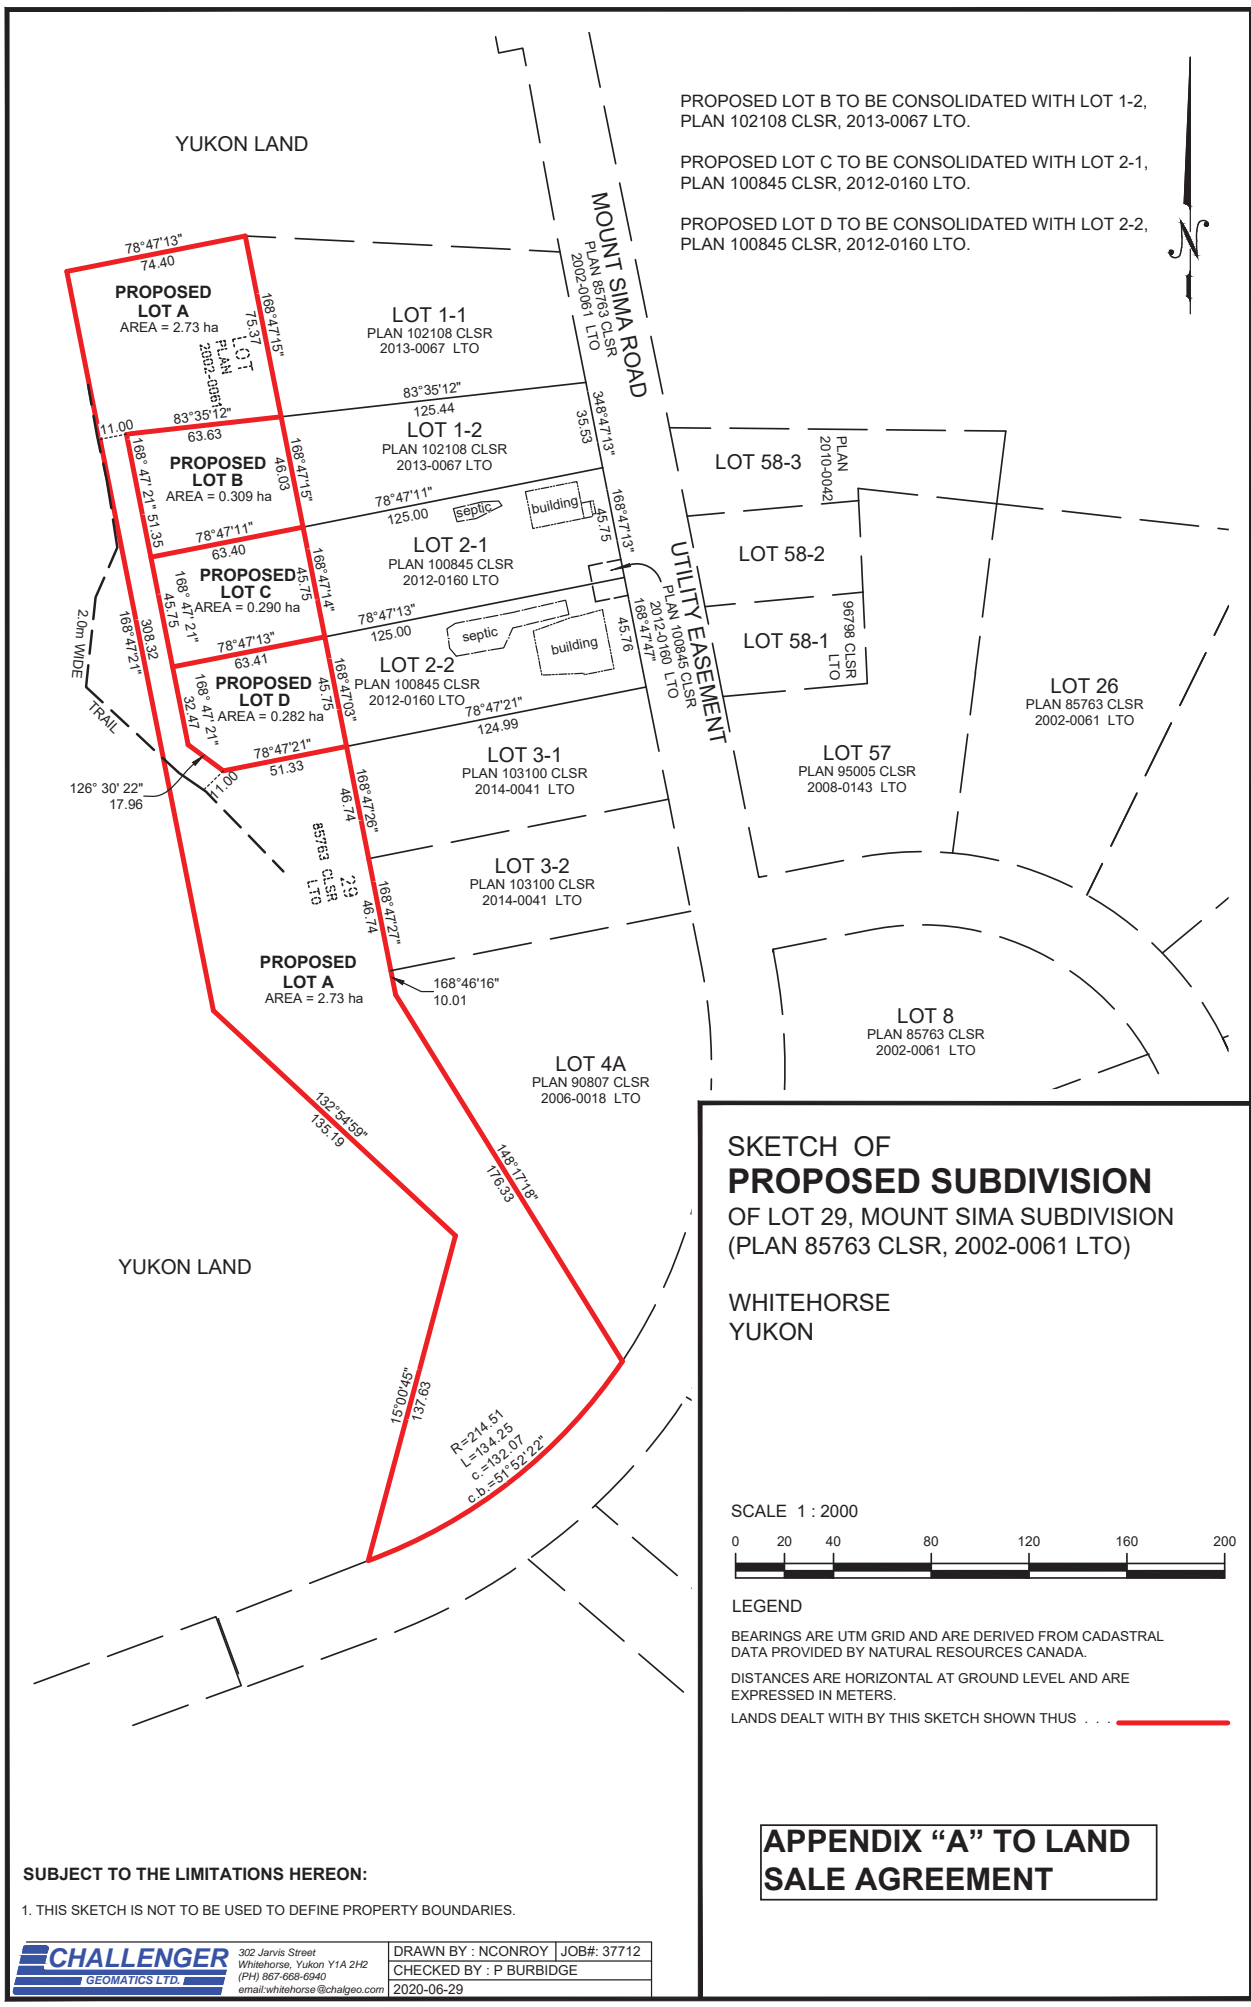 PROPOSED LOT B TO BE CONSOLIDATED WITH LOT 1-2,
PLAN 102108 CLSR, 2013-0067 LTO.
PROPOSED LOT C TO BE CONSOLIDATED WITH LOT 2-1,
PLAN 100845 CLSR, 2012-0160 LTO.
PROPOSED LOT D TO BE CONSOLIDATED WITH LOT 2-2,
PLAN 100845 CLSR, 2012-0160 LTO.
N
YUKON LAND
78°47'13"
74.40
PROPOSED
LOT A
AREA = 2.73 ha
168°47'15"
75.37
LOT
PLAN
2002-0061
MOUNT SIMA ROAD
PLAN 85763 CLSR
2002-0061 LTO
LOT 1-1
PLAN 102108 CLSR
2013-0067 LTO
83°35'12"
125.44
348°47'13"
35.53
11.00
83°35'12"
63.63
LOT 1-2
PLAN 102108 CLSR
2013-0067 LTO
PROPOSED
LOT B
AREA = 0.309 ha
168° 47' 21"
51.35
168°47'15"
46.03
78°47'11"
125.00
septic
building
168°47'13"
45.75
78°47'11"
63.40
LOT 2-1
PLAN 100845 CLSR
2012-0160 LTO
PROPOSED
LOT C
AREA = 0.290 ha
168° 47' 21"
45.75
168°47'14"
45.75
78°47'13"
125.00
septic
building
168°47'47"
45.76
PLAN 100845 CLSR
2012-0160 LTO
UTILITY EASEMENT
78°47'13"
63.41
LOT 2-2
PLAN 100845 CLSR
2012-0160 LTO
PROPOSED
LOT D
AREA = 0.282 ha
168° 47' 21"
32.47
168°47'03"
45.75
78°47'21"
124.99
78°47'21"
51.33
11.00
126° 30' 22"
17.96
2.0m WIDE
TRAIL
308.32
168°47'21"
LOT 3-1
PLAN 103100 CLSR
2014-0041 LTO
168°47'26"
46.74
LOT 3-2
PLAN 103100 CLSR
2014-0041 LTO
29
85763 CLSR
LTO
168°47'27"
46.74
168°46'16"
10.01
PROPOSED
LOT A
AREA = 2.73 ha
LOT 58-3
PLAN
2010-0042
LOT 58-2
LOT 58-1
96798 CLSR
LTO
LOT 57
PLAN 95005 CLSR
2008-0143 LTO
LOT 26
PLAN 85763 CLSR
2002-0061 LTO
LOT 8
PLAN 85763 CLSR
2002-0061 LTO
LOT 4A
PLAN 90807 CLSR
2006-0018 LTO
132°54'59"
135.19
148°17'18"
176.33
YUKON LAND
15°00'45"
137.63
R=214.51
L=134.25
c.=132.07
c.b.=51°52'22"
SKETCH OF
PROPOSED SUBDIVISION
OF LOT 29, MOUNT SIMA SUBDIVISION
(PLAN 85763 CLSR, 2002-0061 LTO)
WHITEHORSE
YUKON
SCALE 1 : 2000
0 20 40 80 120 160 200
LEGEND
BEARINGS ARE UTM GRID AND ARE DERIVED FROM CADASTRAL
DATA PROVIDED BY NATURAL RESOURCES CANADA.
DISTANCES ARE HORIZONTAL AT GROUND LEVEL AND ARE
EXPRESSED IN METERS.
LANDS DEALT WITH BY THIS SKETCH SHOWN THUS . . .
APPENDIX “A” TO LAND
SALE AGREEMENT
SUBJECT TO THE LIMITATIONS HEREON:
1. THIS SKETCH IS NOT TO BE USED TO DEFINE PROPERTY BOUNDARIES.
CHALLENGER
GEOMATICS LTD.
302 Jarvis Street
Whitehorse, Yukon Y1A 2H2
(PH) 867-668-6940
email:whitehorse@chalgeo.com
DRAWN BY : NCONROY JOB#: 37712
CHECKED BY : P BURBIDGE
2020-06-29